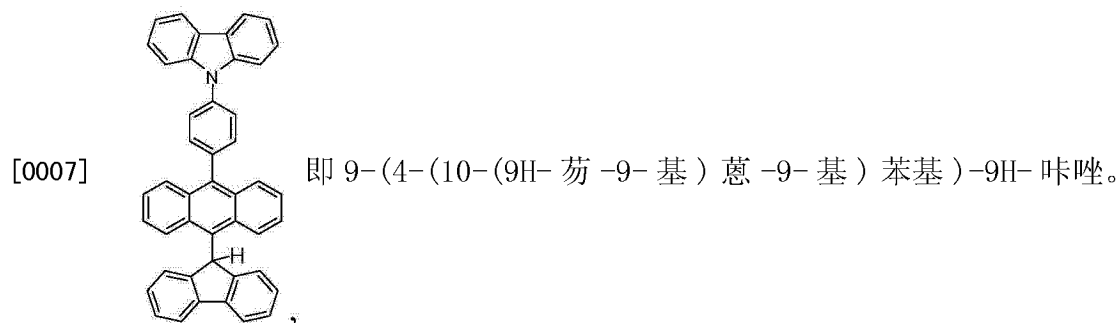 N
[0007] 即 9-(4-(10-(9H- 芴 -9- 基 ) 蒽 -9- 基 ) 苯基 )-9H- 咔唑。
H
,